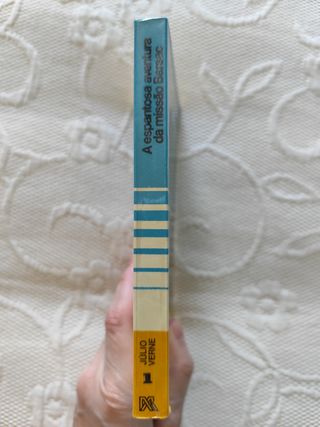 A espantosa aventura
da missão Barsac
JÚLIO
VERNE
1